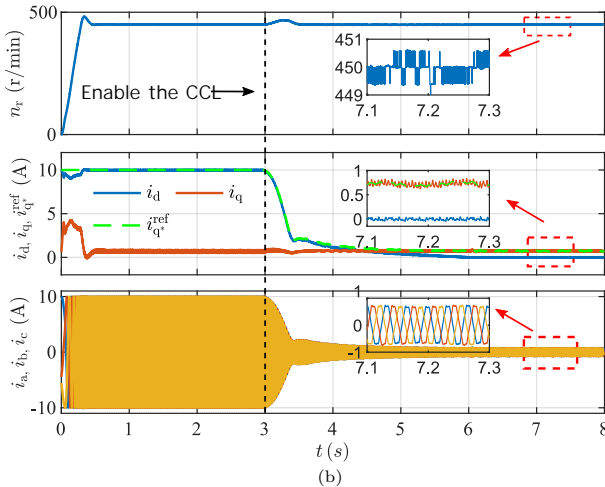 500
n_r (r/min)
0
Enable the CCL
451
450
449
7.1 7.2 7.3
10
5
0
i_d, i_q, i_q*^ref (A)
i_d i_q
i_q*^ref
1
0.5
0
7.1 7.2 7.3
10
0
-10
i_a, i_b, i_c (A)
1
0
-1
7.1 7.2 7.3
0 1 2 3 4 5 6 7 8
t (s)
(b)